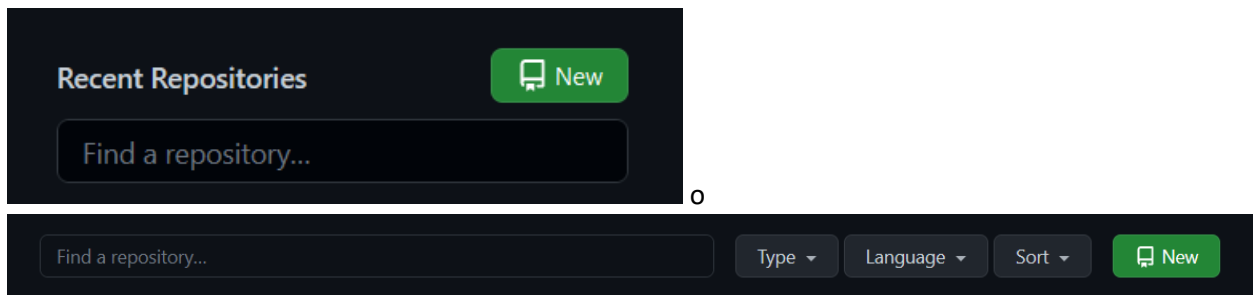 Recent Repositories New
Find a repository...
o
Find a repository... Type Language Sort New